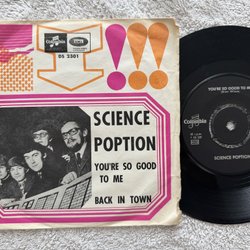 Columbia
EMI
DS 2301
!!!
SCIENCE
POPTION
YOU'RE SO GOOD
TO ME
BACK IN TOWN
YOU'RE SO GOOD TO ME
Columbia
SCIENCE POPTION